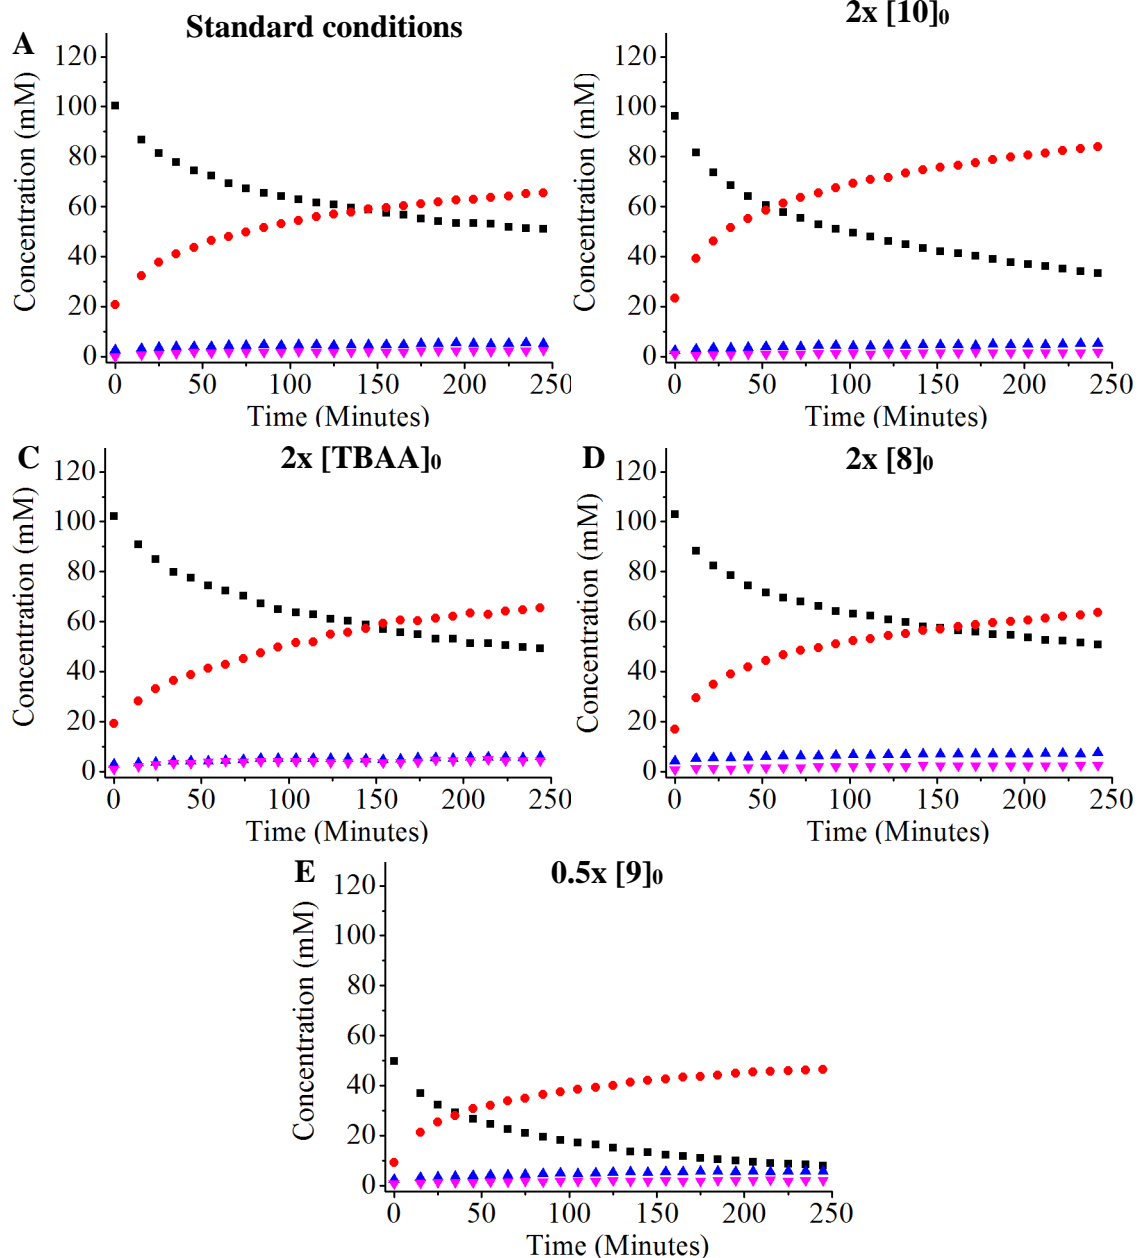 A
Standard conditions
Concentration (mM)
120
100
80
60
40
20
0
0 50 100 150 200 250
Time (Minutes)
2x [10]₀
Concentration (mM)
120
100
80
60
40
20
0
0 50 100 150 200 250
Time (Minutes)
C
2x [TBAA]₀
Concentration (mM)
120
100
80
60
40
20
0
0 50 100 150 200 250
Time (Minutes)
D
2x [8]₀
Concentration (mM)
120
100
80
60
40
20
0
0 50 100 150 200 250
Time (Minutes)
E
0.5x [9]₀
Concentration (mM)
120
100
80
60
40
20
0
0 50 100 150 200 250
Time (Minutes)